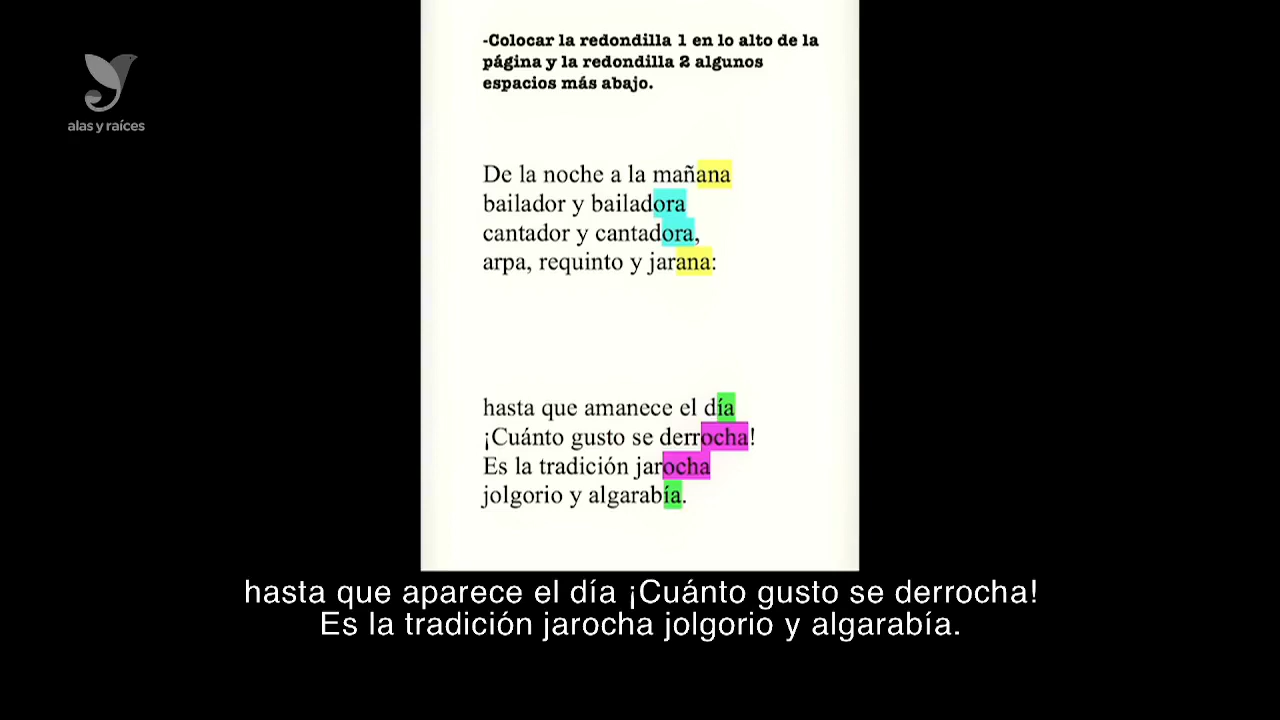 alas y raíces
-Colocar la redondilla 1 en lo alto de la
página y la redondilla 2 algunos
espacios más abajo.
De la noche a la mañana
bailador y bailadora
cantador y cantadora,
arpa, requinto y jarana:
hasta que amanece el día
¡Cuánto gusto se derrocha!
Es la tradición jarocha
jolgorio y algarabía.
hasta que aparece el día ¡Cuánto gusto se derrocha!
Es la tradición jarocha jolgorio y algarabía.